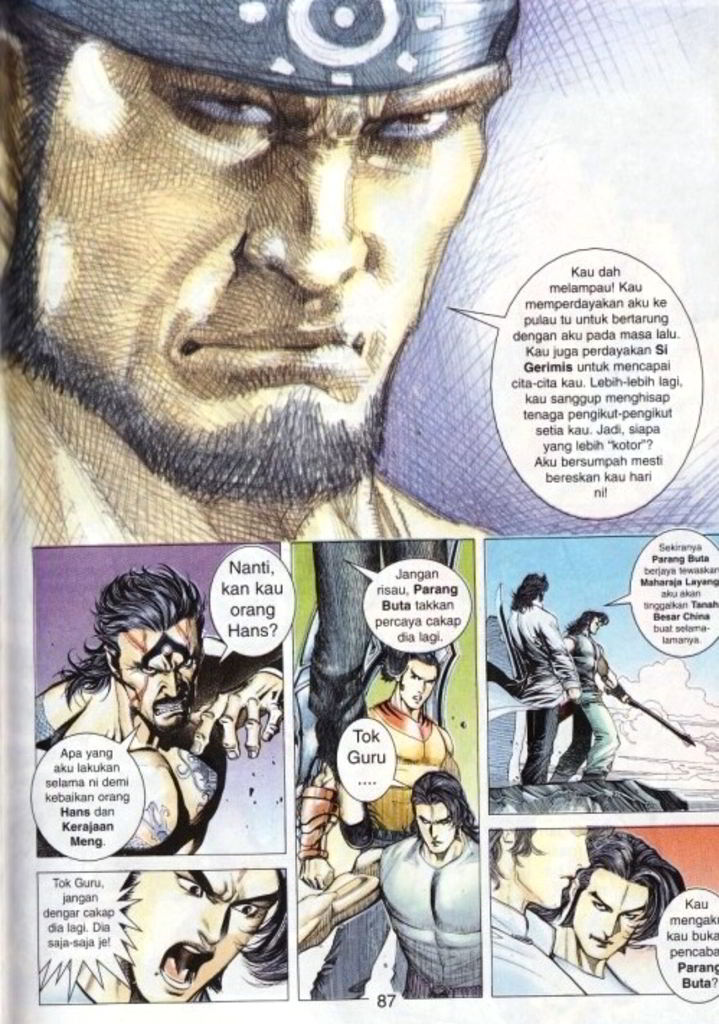 Kau dah
melampau! Kau
memperdayakan aku ke
pulau tu untuk bertarung
dengan aku pada masa lalu.
Kau juga perdayakan Si
Gerimis untuk mencapai
cita-cita kau. Lebih-lebih lagi,
kau sanggup menghisap
tenaga pengikut-pengikut
setia kau. Jadi, siapa
yang lebih "kotor"?
Aku bersumpah mesti
bereskan kau hari
ni!
Nanti,
kan kau
orang
Hans?
Apa yang
aku lakukan
selama ni demi
kebaikan orang
Hans dan
Kerajaan
Meng.
Jangan
risau, Parang
Buta takkan
percaya cakap
dia lagi.
Tok
Guru
....
Sekiranya
Parang Buta
berjaya tewaskan
Maharaja Layang,
aku akan
tinggalkan Tanah
Besar China
buat selama-
lamanya.
Tok Guru,
jangan
dengar cakap
dia lagi. Dia
saja-saja je!
Kau
mengaku
kau bukan
pencabar
Parang
Buta?
87